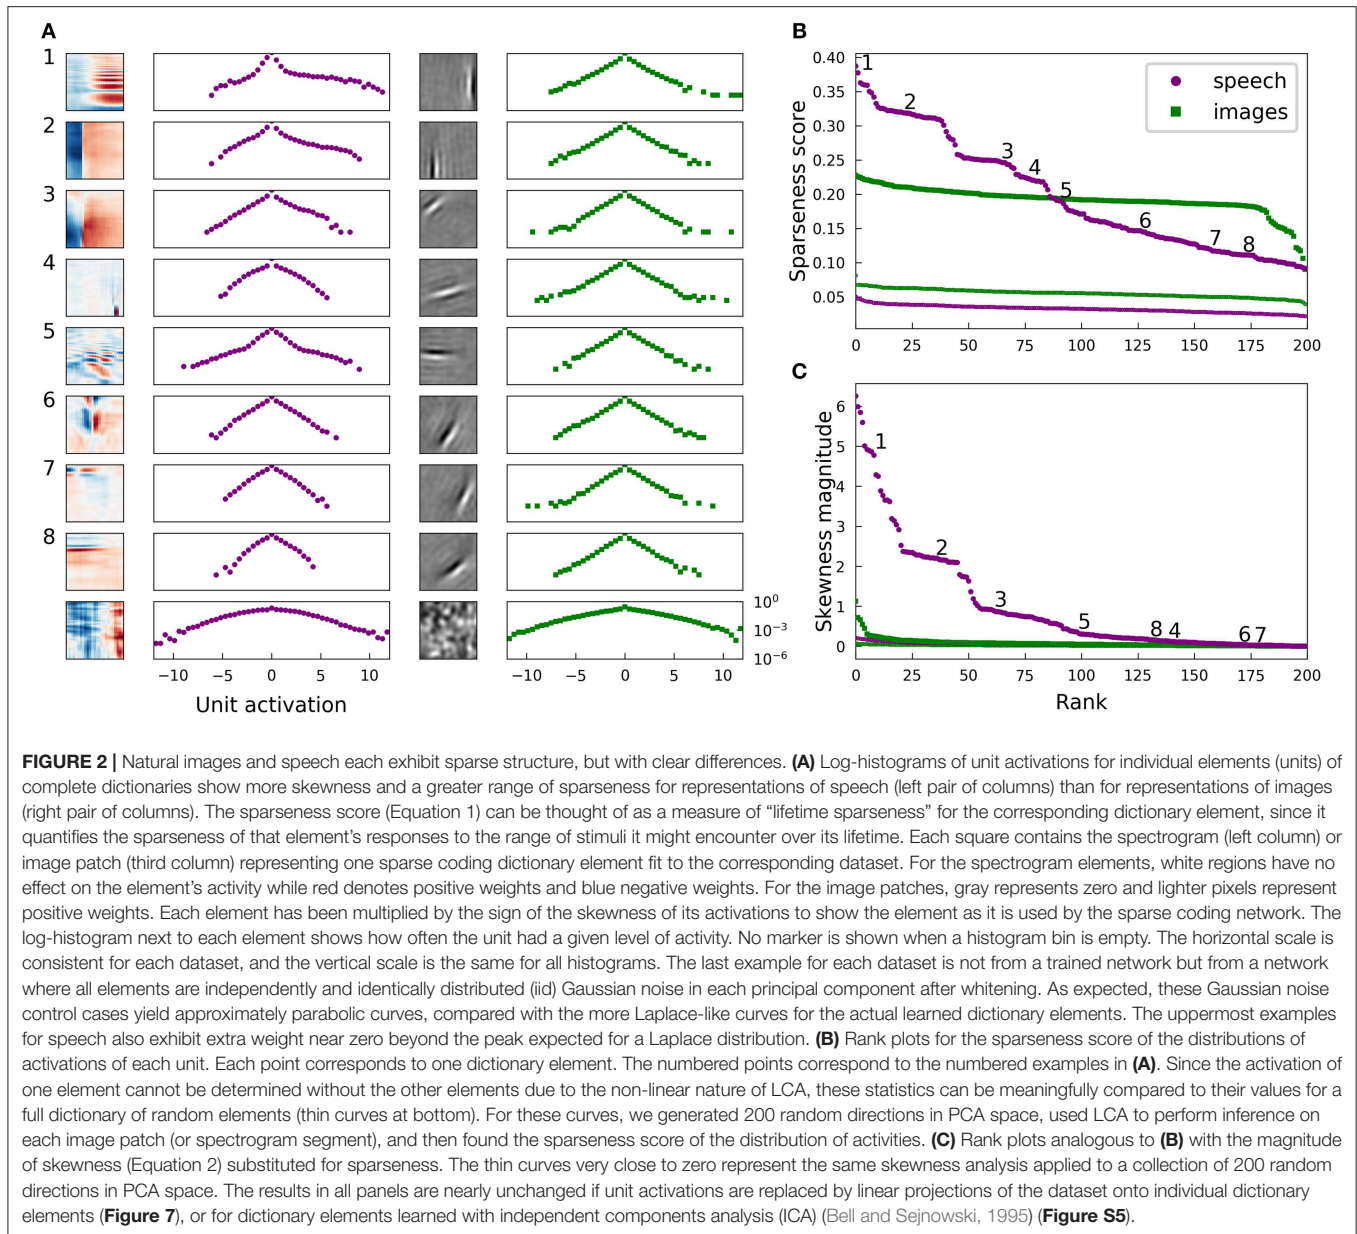 A
1
2
3
4
5
6
7
8
10⁰
10⁻³
10⁻⁶
−10 −5 0 5 10
−10 −5 0 5 10
Unit activation
B
Sparseness score
0.40
0.35
0.30
0.25
0.20
0.15
0.10
0.05
1
2
3
4
5
6
7
8
speech
images
0 25 50 75 100 125 150 175 200
C
Skewness magnitude
6
5
4
3
2
1
0
1
2
3
5
8 4
6 7
0 25 50 75 100 125 150 175 200
Rank
FIGURE 2 | Natural images and speech each exhibit sparse structure, but with clear differences. (A) Log-histograms of unit activations for individual elements (units) of
complete dictionaries show more skewness and a greater range of sparseness for representations of speech (left pair of columns) than for representations of images
(right pair of columns). The sparseness score (Equation 1) can be thought of as a measure of “lifetime sparseness” for the corresponding dictionary element, since it
quantifies the sparseness of that element’s responses to the range of stimuli it might encounter over its lifetime. Each square contains the spectrogram (left column) or
image patch (third column) representing one sparse coding dictionary element fit to the corresponding dataset. For the spectrogram elements, white regions have no
effect on the element’s activity while red denotes positive weights and blue negative weights. For the image patches, gray represents zero and lighter pixels represent
positive weights. Each element has been multiplied by the sign of the skewness of its activations to show the element as it is used by the sparse coding network. The
log-histogram next to each element shows how often the unit had a given level of activity. No marker is shown when a histogram bin is empty. The horizontal scale is
consistent for each dataset, and the vertical scale is the same for all histograms. The last example for each dataset is not from a trained network but from a network
where all elements are independently and identically distributed (iid) Gaussian noise in each principal component after whitening. As expected, these Gaussian noise
control cases yield approximately parabolic curves, compared with the more Laplace-like curves for the actual learned dictionary elements. The uppermost examples
for speech also exhibit extra weight near zero beyond the peak expected for a Laplace distribution. (B) Rank plots for the sparseness score of the distributions of
activations of each unit. Each point corresponds to one dictionary element. The numbered points correspond to the numbered examples in (A). Since the activation of
one element cannot be determined without the other elements due to the non-linear nature of LCA, these statistics can be meaningfully compared to their values for a
full dictionary of random elements (thin curves at bottom). For these curves, we generated 200 random directions in PCA space, used LCA to perform inference on
each image patch (or spectrogram segment), and then found the sparseness score of the distribution of activities. (C) Rank plots analogous to (B) with the magnitude
of skewness (Equation 2) substituted for sparseness. The thin curves very close to zero represent the same skewness analysis applied to a collection of 200 random
directions in PCA space. The results in all panels are nearly unchanged if unit activations are replaced by linear projections of the dataset onto individual dictionary
elements (Figure 7), or for dictionary elements learned with independent components analysis (ICA) (Bell and Sejnowski, 1995) (Figure S5).